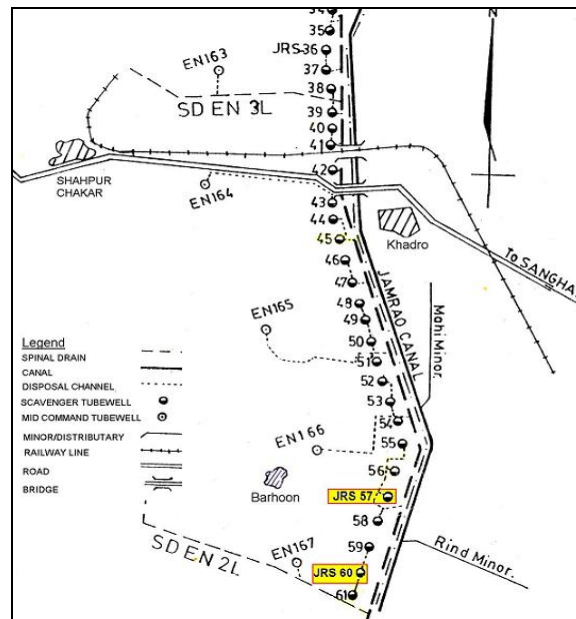 34
35
N
JRS-36
EN163
37
38
SD EN 3L
39
40
41
42
SHAHPUR
CHAKAR
EN164
43
44
Khadro
45
TO SANGHA
46
47
JAMRAO CANAL
48
EN165
49
Mahi Minor.
50
51
52
53
54
EN166
55
56
Barhoon
JRS 57
58
59
SD EN 2L
EN167
Rind Minor.
JRS 60
61
Legend
SPINAL DRAIN
CANAL
DISPOSAL CHANNEL
SCAVENGER TUBEWELL
MID COMMAND TUBEWELL
MINOR/DISTRIBUTARY
RAILWAY LINE
ROAD
BRIDGE